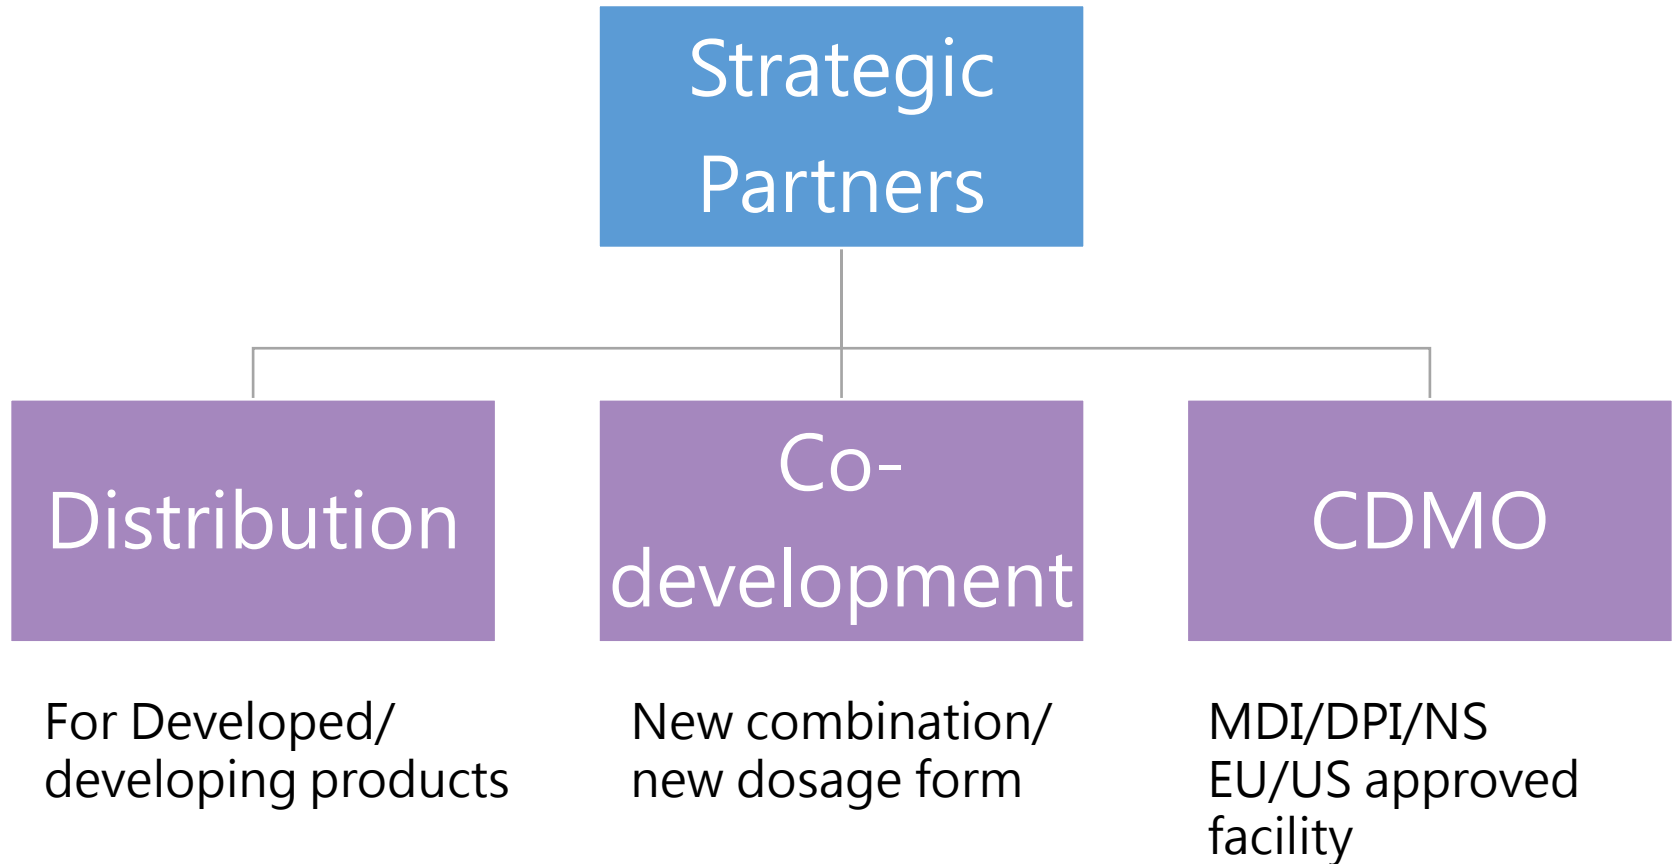 Strategic
Partners
Distribution
Co-
development
CDMO
For Developed/
developing products
New combination/
new dosage form
MDI/DPI/NS
EU/US approved
facility